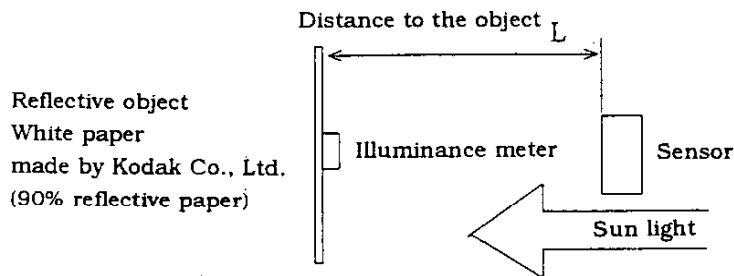 Distance to the object
L
Reflective object
White paper
made by Kodak Co., Ltd.
(90% reflective paper)
Illuminance meter
Sensor
Sun light